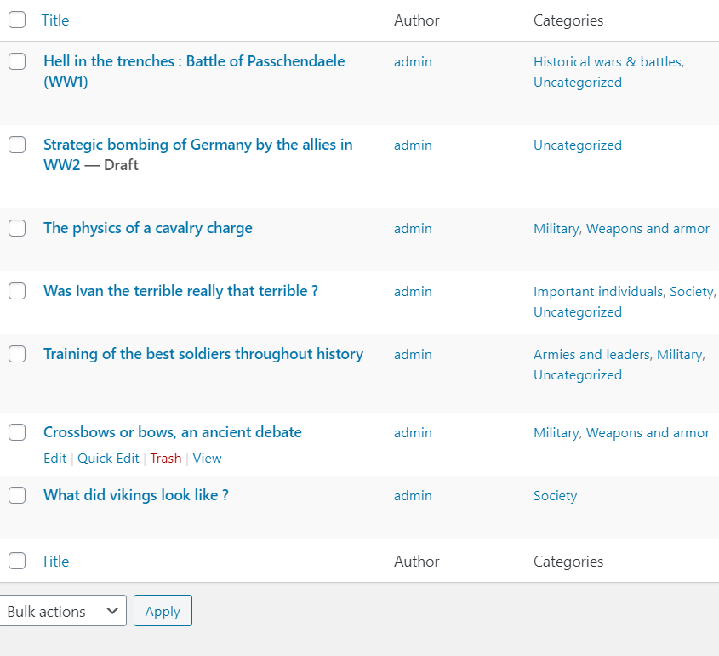 Title Author Categories
Hell in the trenches : Battle of Passchendaele admin Historical wars & battles,
(WW1) Uncategorized
Strategic bombing of Germany by the allies in admin Uncategorized
WW2 — Draft
The physics of a cavalry charge admin Military, Weapons and armor
Was Ivan the terrible really that terrible ? admin Important individuals, Society,
Uncategorized
Training of the best soldiers throughout history admin Armies and leaders, Military,
Uncategorized
Crossbows or bows, an ancient debate admin Military, Weapons and armor
Edit | Quick Edit | Trash | View
What did vikings look like ? admin Society
Title Author Categories
Bulk actions Apply